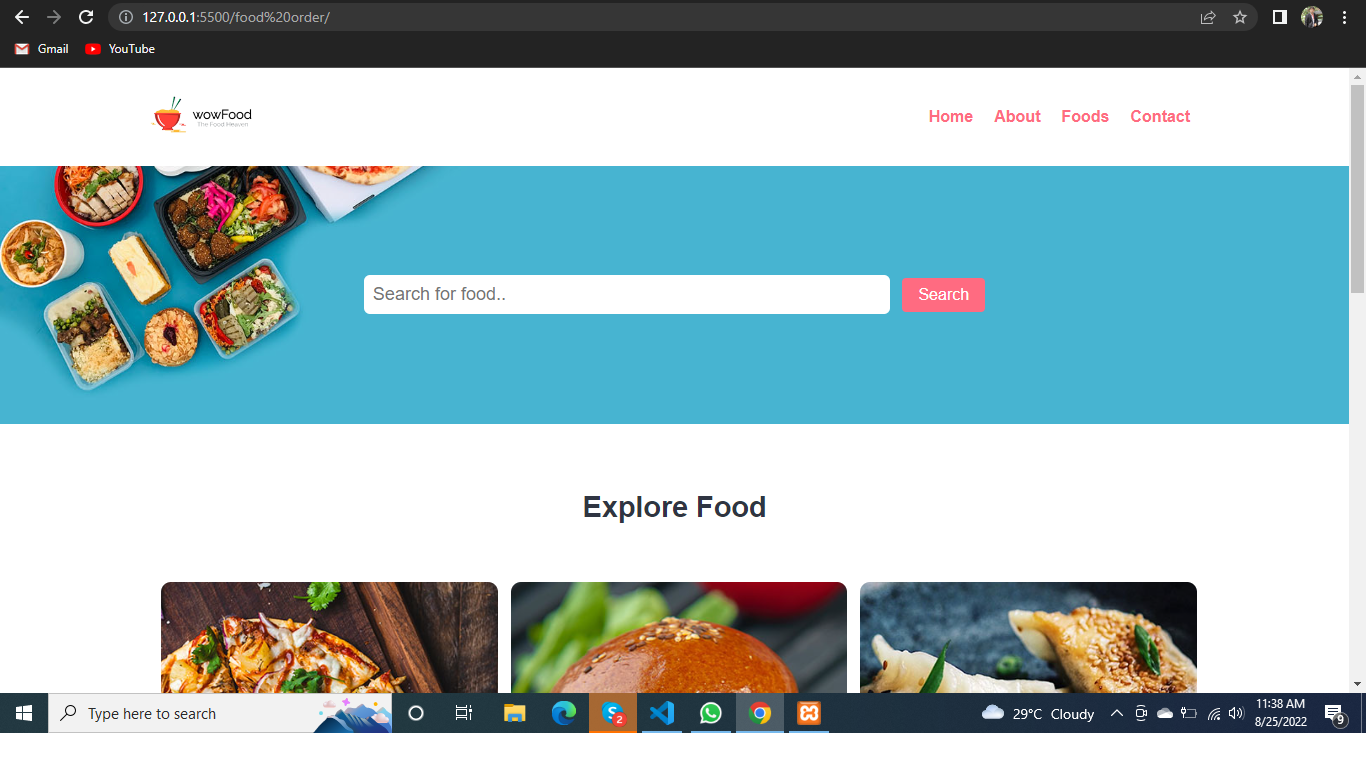 127.0.0.1:5500/food%20order/
Gmail YouTube
wowFood
The Food Heaven
Home About Foods Contact
Search for food.. Search
Explore Food
Type here to search
2
29°C Cloudy
11:38 AM
8/25/2022
9